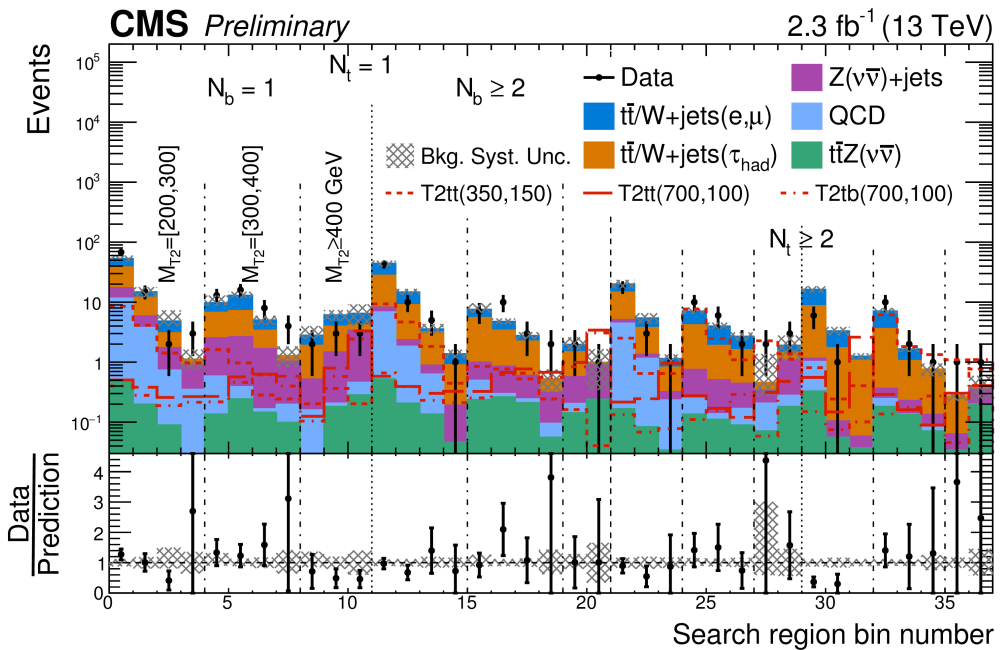 CMS Preliminary 2.3 fb⁻¹ (13 TeV)
Events
10⁵
10⁴
10³
10²
10
1
10⁻¹
N_b = 1
N_t = 1
N_b ≥ 2
N_t ≥ 2
Data
tt̅/W+jets(e,μ)
tt̅/W+jets(τ_had)
Z(νν̅)+jets
QCD
tt̅Z(νν̅)
Bkg. Syst. Unc.
T2tt(350,150)
T2tt(700,100)
T2tb(700,100)
M_T2=[200,300]
M_T2=[300,400]
M_T2≥400 GeV
Data
Prediction
4
3
2
1
0
0 5 10 15 20 25 30 35
Search region bin number